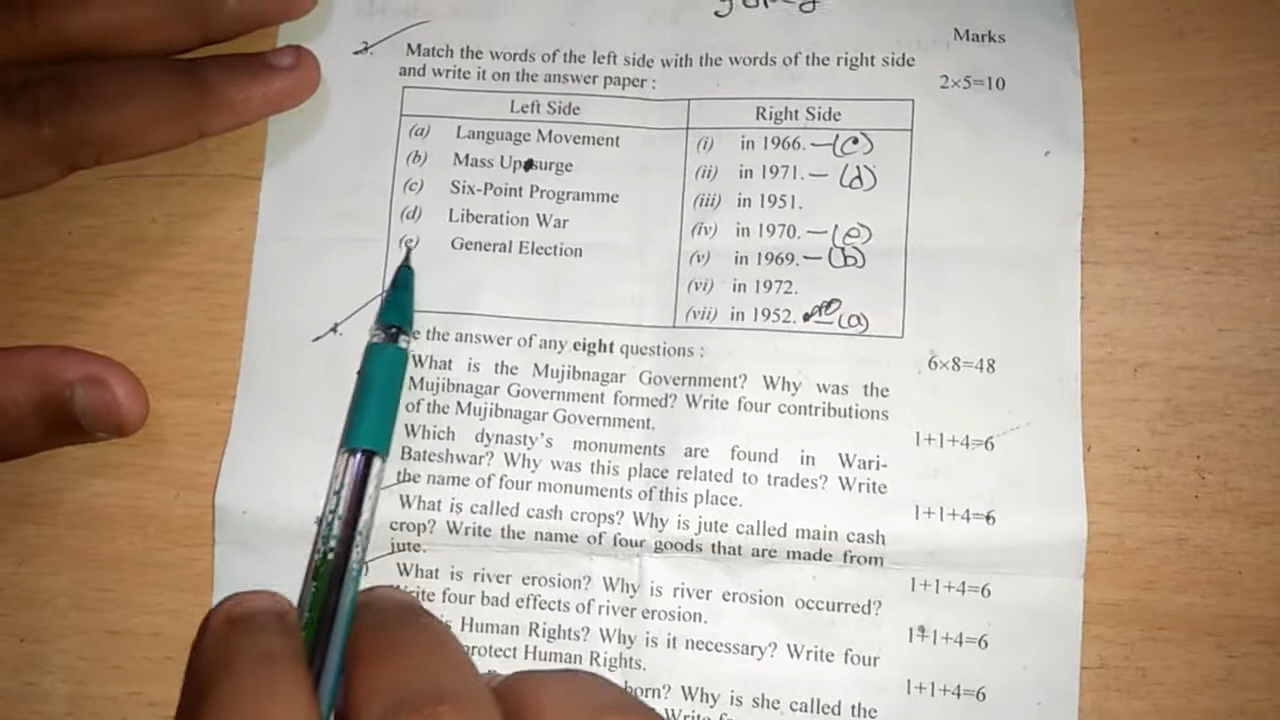 Marks
3. Match the words of the left side with the words of the right side
and write it on the answer paper : 2×5=10
Left Side Right Side
(a) Language Movement (i) in 1966. —(c)
(b) Mass Upsurge (ii) in 1971. — (d)
(c) Six-Point Programme (iii) in 1951.
(d) Liberation War (iv) in 1970. —(e)
(e) General Election (v) in 1969. —(b)
(vi) in 1972.
(vii) in 1952. —(a)
4. the answer of any eight questions : 6×8=48
What is the Mujibnagar Government? Why was the
Mujibnagar Government formed? Write four contributions
of the Mujibnagar Government. 1+1+4=6
Which dynasty's monuments are found in Wari-
Bateshwar? Why was this place related to trades? Write
the name of four monuments of this place. 1+1+4=6
What is called cash crops? Why is jute called main cash
crop? Write the name of four goods that are made from
jute. 1+1+4=6
What is river erosion? Why is river erosion occurred?
Write four bad effects of river erosion. 1+1+4=6
Human Rights? Why is it necessary? Write four
protect Human Rights. 1+1+4=6
born? Why is she called the
Write